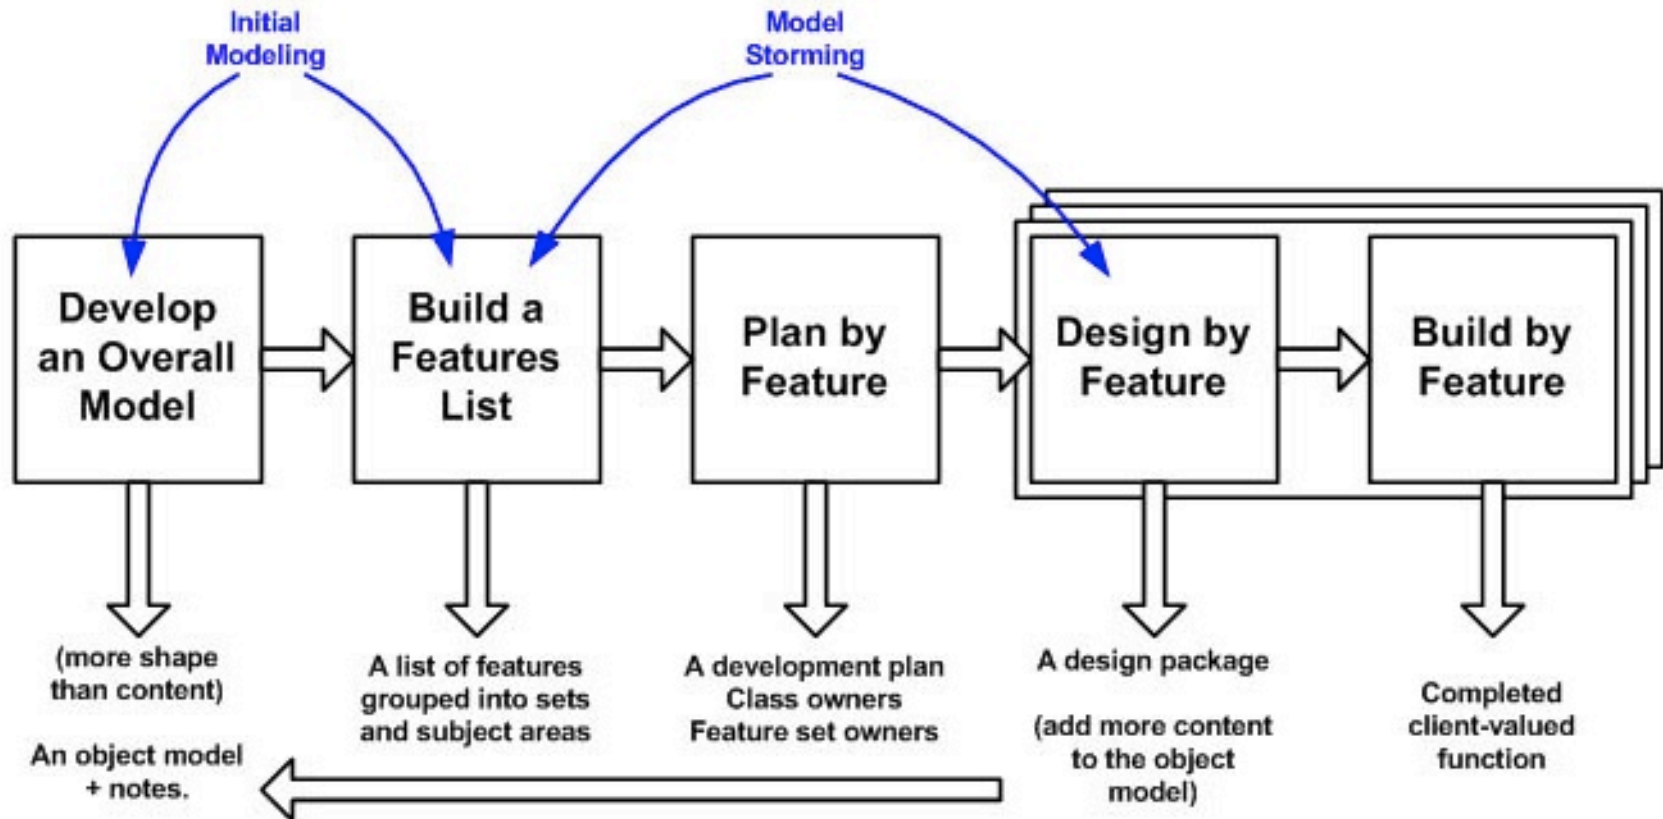 Initial
Modeling
Model
Storming
Develop
an Overall
Model
Build a
Features
List
Plan by
Feature
Design by
Feature
Build by
Feature
(more shape
than content)
An object model
+ notes.
A list of features
grouped into sets
and subject areas
A development plan
Class owners
Feature set owners
A design package
(add more content
to the object
model)
Completed
client-valued
function